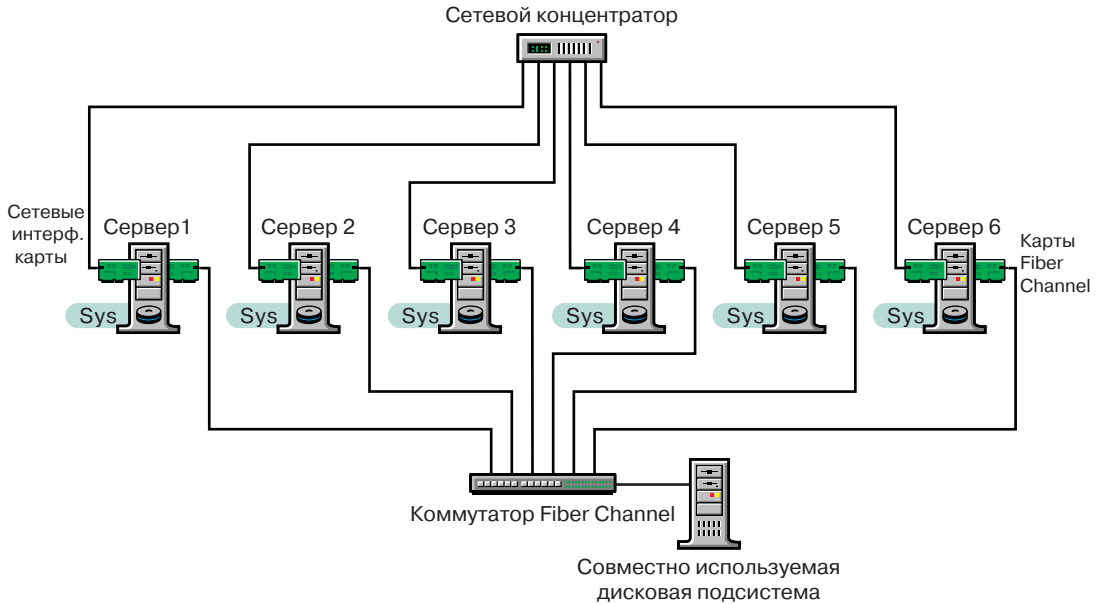 Сетевой концентратор
Сетевые
интерф.
карты
Сервер1
Сервер 2
Сервер 3
Сервер 4
Сервер 5
Сервер 6
Карты
Fiber
Channel
Sys
Sys
Sys
Sys
Sys
Sys
Коммутатор Fiber Channel
Совместно используемая
дисковая подсистема